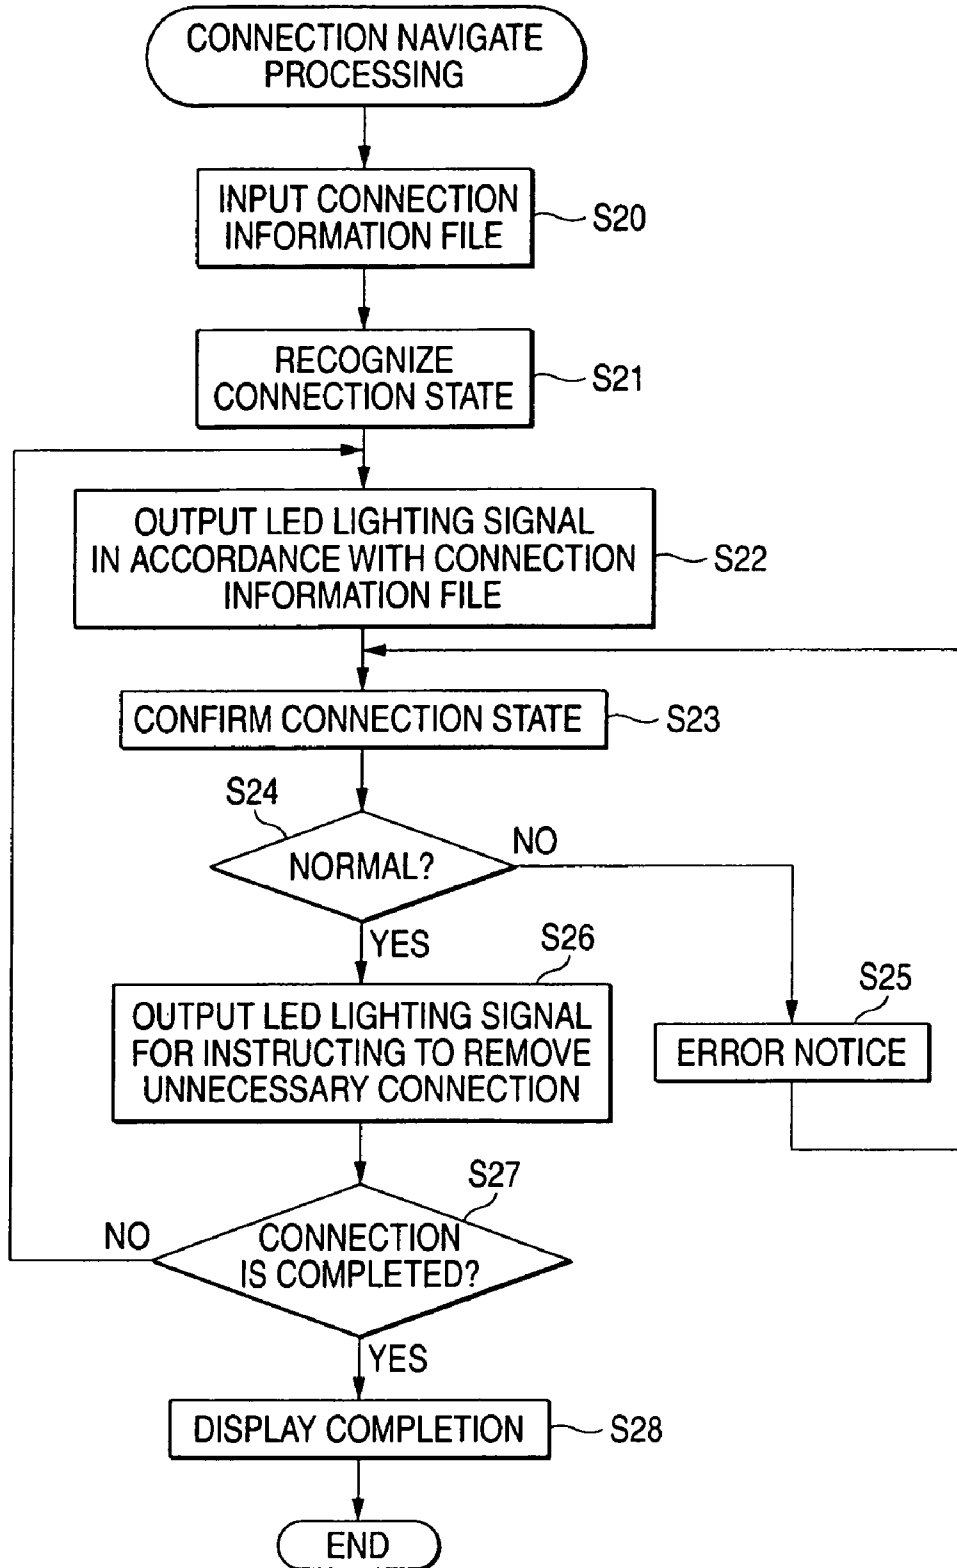 CONNECTION NAVIGATE
PROCESSING
INPUT CONNECTION
INFORMATION FILE
S20
RECOGNIZE
CONNECTION STATE
S21
OUTPUT LED LIGHTING SIGNAL
IN ACCORDANCE WITH CONNECTION
INFORMATION FILE
S22
CONFIRM CONNECTION STATE
S23
S24
NORMAL?
NO
YES
S26
OUTPUT LED LIGHTING SIGNAL
FOR INSTRUCTING TO REMOVE
UNNECESSARY CONNECTION
S25
ERROR NOTICE
S27
CONNECTION
IS COMPLETED?
NO
YES
DISPLAY COMPLETION
S28
END